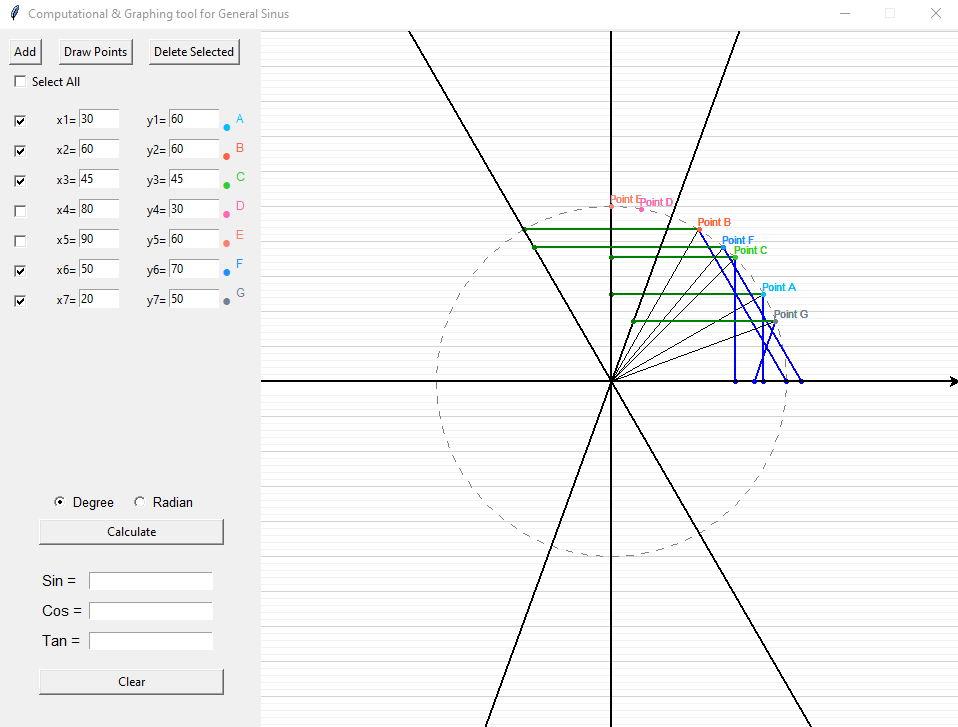 Computational & Graphing tool for General Sinus
Add Draw Points Delete Selected
Select All
x1= 30 y1= 60 A
x2= 60 y2= 60 B
x3= 45 y3= 45 C
x4= 80 y4= 30 D
x5= 90 y5= 60 E
x6= 50 y6= 70 F
x7= 20 y7= 50 G
Point E Point D
Point B
Point F
Point C
Point A
Point G
Degree Radian
Calculate
Sin =
Cos =
Tan =
Clear